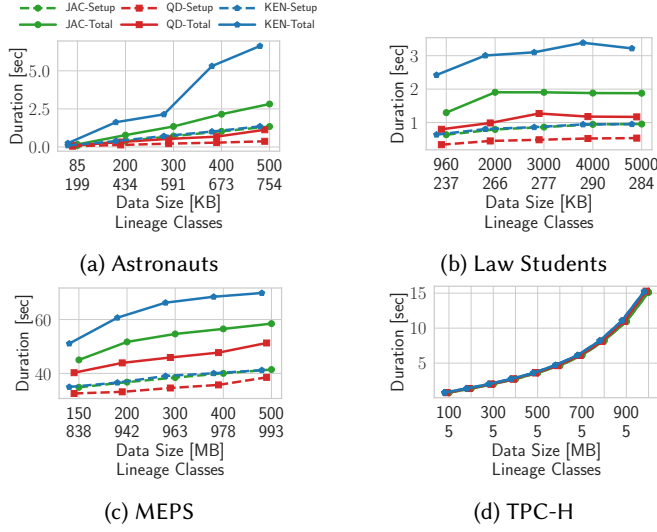 JAC-Setup QD-Setup KEN-Setup
JAC-Total QD-Total KEN-Total
Duration [sec]
5.0
2.5
0.0
85 200 300 400 500
199 434 591 673 754
Data Size [KB]
Lineage Classes
(a) Astronauts
Duration [sec]
3
2
1
960 2000 3000 4000 5000
237 266 277 290 284
Data Size [KB]
Lineage Classes
(b) Law Students
Duration [sec]
60
40
150 200 300 400 500
838 942 963 978 993
Data Size [MB]
Lineage Classes
(c) MEPS
Duration [sec]
15
10
5
100 300 500 700 900
5 5 5 5 5
Data Size [MB]
Lineage Classes
(d) TPC-H